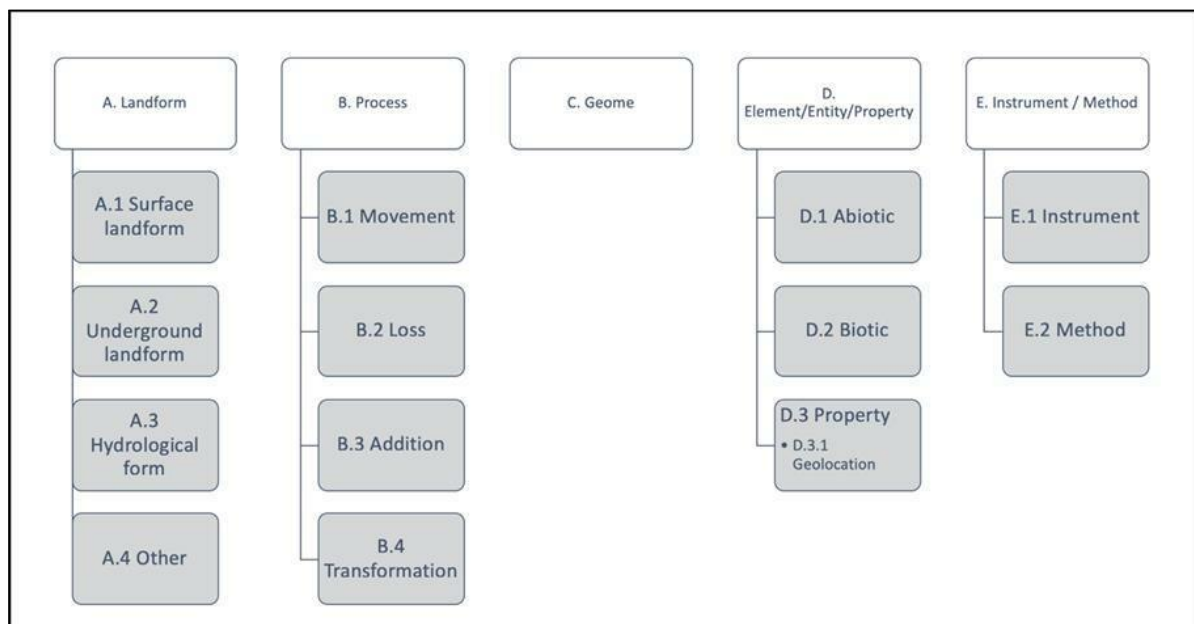 A. Landform
A.1 Surface
landform
A.2
Underground
landform
A.3
Hydrological
form
A.4 Other
B. Process
B.1 Movement
B.2 Loss
B.3 Addition
B.4
Transformation
C. Geome
D.
Element/Entity/Property
D.1 Abiotic
D.2 Biotic
D.3 Property
• D.3.1
Geolocation
E. Instrument / Method
E.1 Instrument
E.2 Method